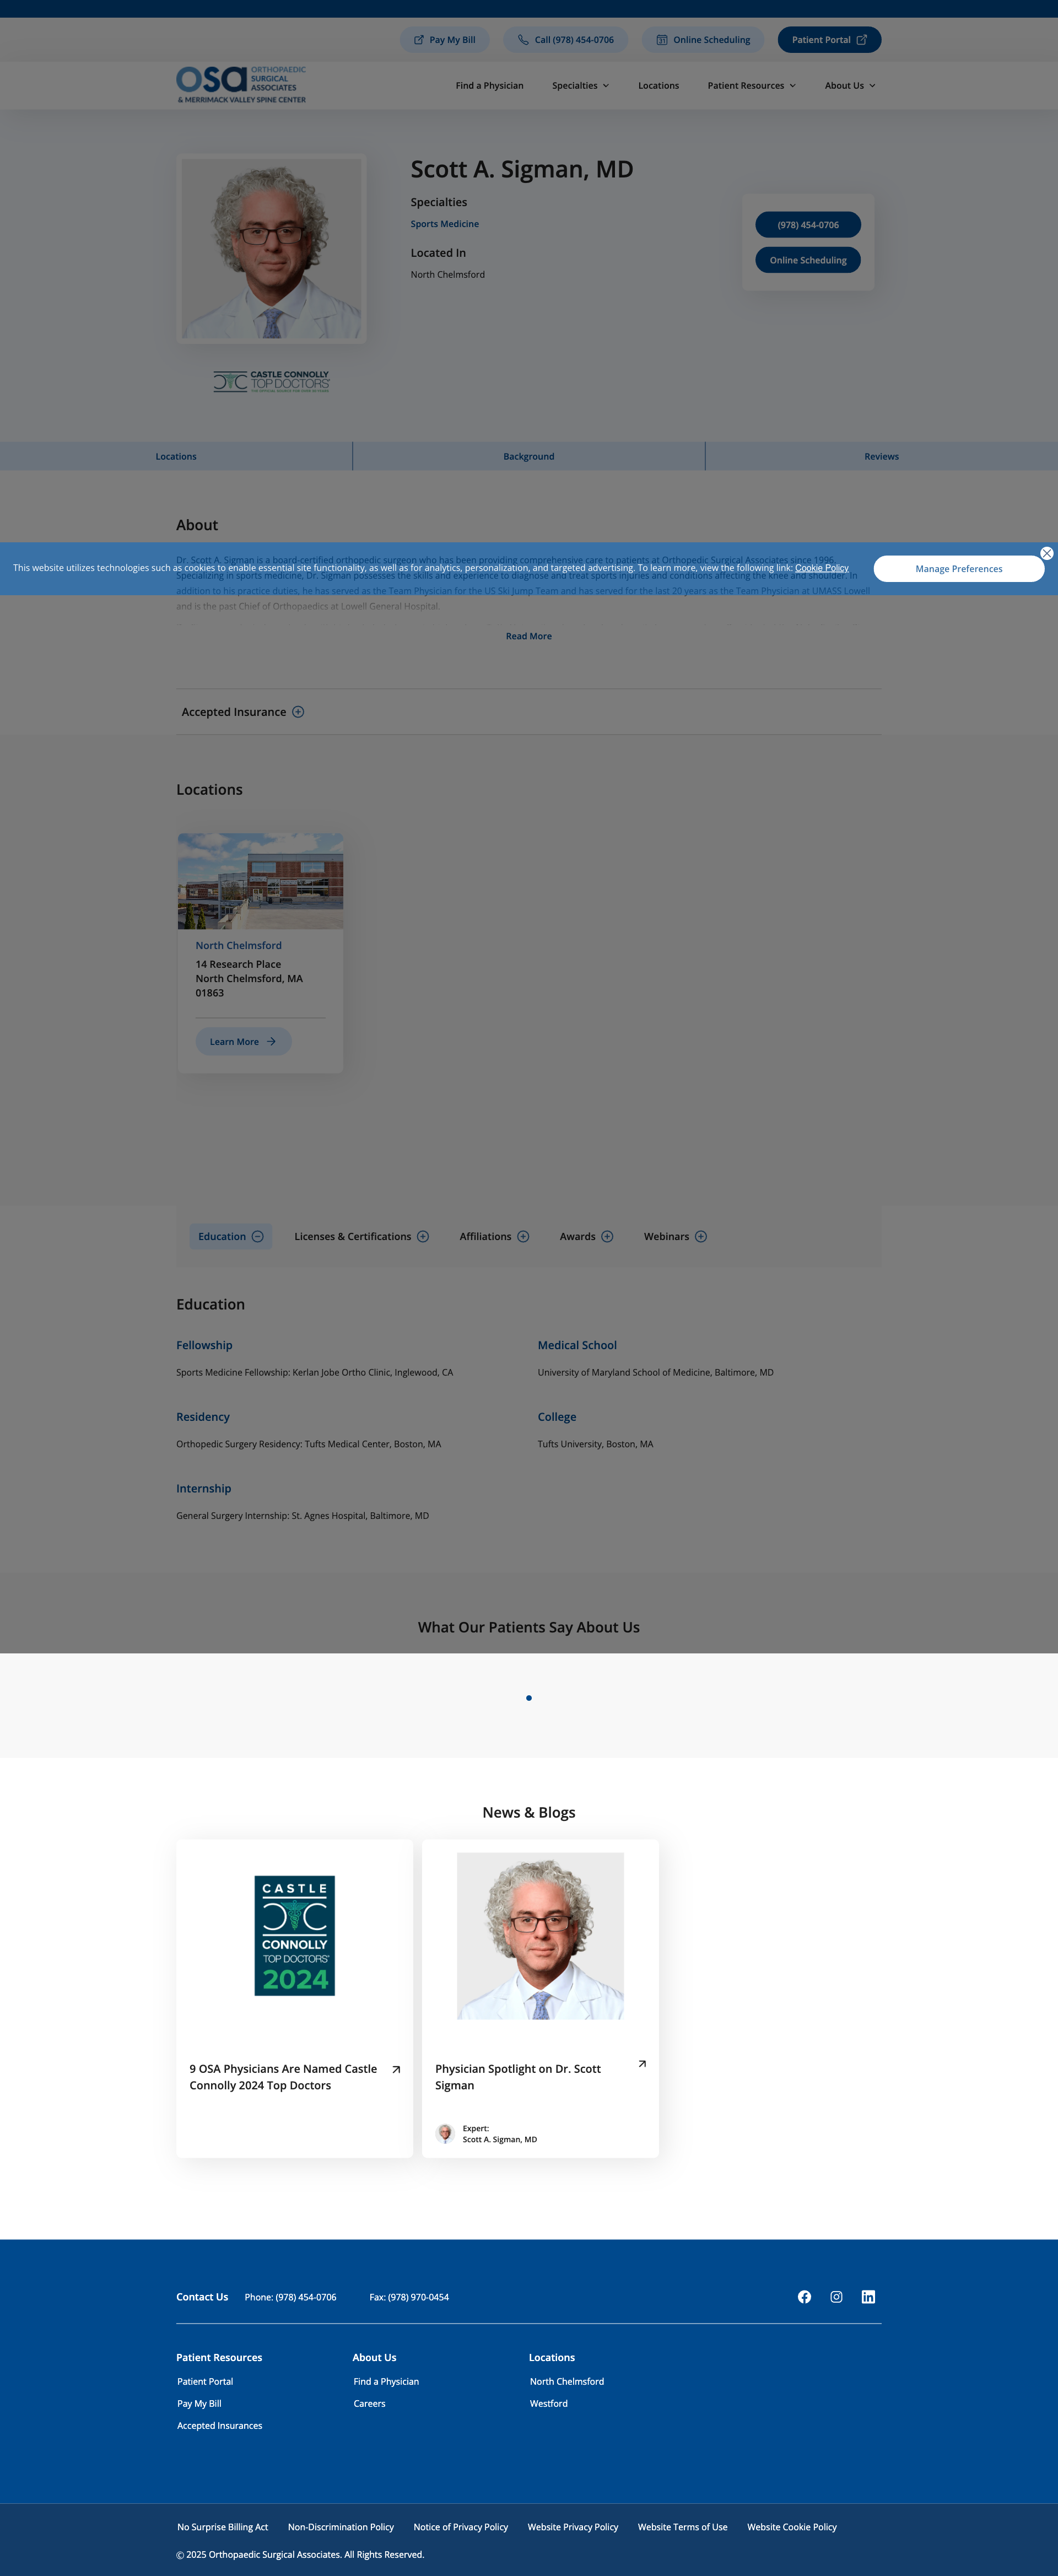 Pay My Bill
Call (978) 454-0706
Online Scheduling
Patient Portal
osa ORTHOPAEDIC
SURGICAL
ASSOCIATES
& MERRIMACK VALLEY SPINE CENTER
Find a Physician
Specialties
Locations
Patient Resources
About Us
Scott A. Sigman, MD
Specialties
Sports Medicine
Located In
North Chelmsford
(978) 454-0706
Online Scheduling
CASTLE CONNOLLY
TOP DOCTORS
Locations
Background
Reviews
About
Dr. Scott A. Sigman is a board-certified orthopedic surgeon who has been providing comprehensive care to patients at Orthopedic Surgical Associates since 1996.
This website utilizes technologies such as cookies to enable essential site functionality, as well as for analytics, personalization, and targeted advertising. To learn more, view the following link: Cookie Policy
Manage Preferences
Specializing in sports medicine, Dr. Sigman possesses the skills and experience to diagnose and treat sports injuries and conditions affecting the knee and shoulder. In
addition to his practice duties, he has served as the Team Physician for the US Ski Jump Team and has served for the last 20 years as the Team Physician at UMASS Lowell
and is the past Chief of Orthopaedics at Lowell General Hospital.
Read More
Accepted Insurance
Locations
North Chelmsford
14 Research Place
North Chelmsford, MA
01863
Learn More
Education
Licenses & Certifications
Affiliations
Awards
Webinars
Education
Fellowship
Sports Medicine Fellowship: Kerlan Jobe Ortho Clinic, Inglewood, CA
Medical School
University of Maryland School of Medicine, Baltimore, MD
Residency
Orthopedic Surgery Residency: Tufts Medical Center, Boston, MA
College
Tufts University, Boston, MA
Internship
General Surgery Internship: St. Agnes Hospital, Baltimore, MD
What Our Patients Say About Us
News & Blogs
CASTLE
CONNOLLY
TOP DOCTORS
2024
9 OSA Physicians Are Named Castle
Connolly 2024 Top Doctors
Physician Spotlight on Dr. Scott
Sigman
Expert:
Scott A. Sigman, MD
Contact Us
Phone: (978) 454-0706
Fax: (978) 970-0454
Patient Resources
Patient Portal
Pay My Bill
Accepted Insurances
About Us
Find a Physician
Careers
Locations
North Chelmsford
Westford
No Surprise Billing Act
Non-Discrimination Policy
Notice of Privacy Policy
Website Privacy Policy
Website Terms of Use
Website Cookie Policy
© 2025 Orthopaedic Surgical Associates. All Rights Reserved.